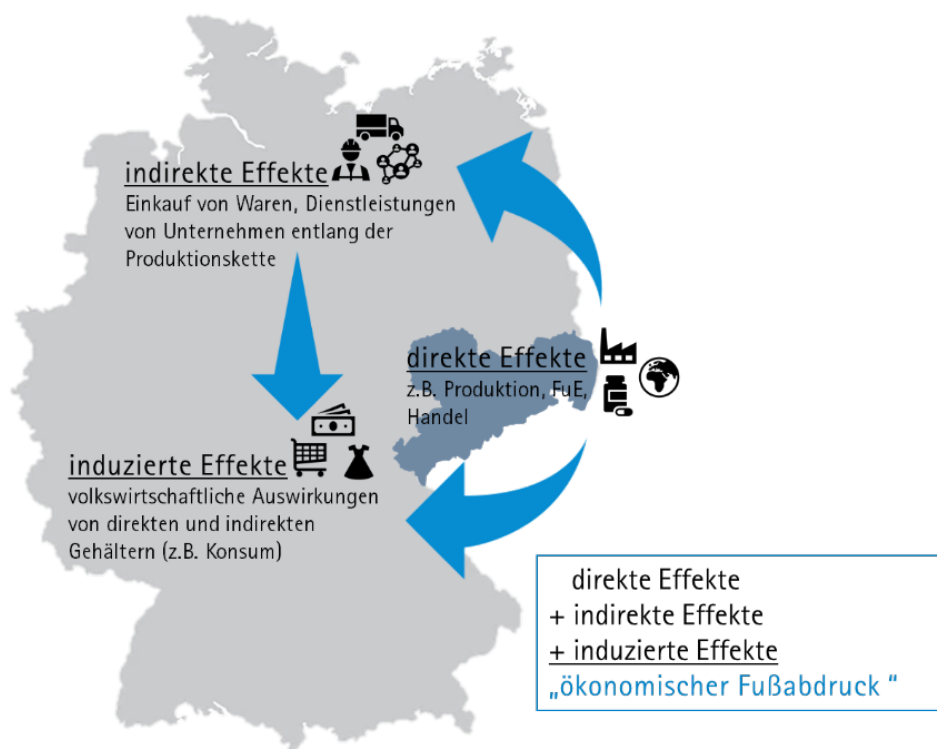 indirekte Effekte
Einkauf von Waren, Dienstleistungen
von Unternehmen entlang der
Produktionskette
direkte Effekte
z.B. Produktion, FuE,
Handel
induzierte Effekte
volkswirtschaftliche Auswirkungen
von direkten und indirekten
Gehältern (z.B. Konsum)
direkte Effekte
+ indirekte Effekte
+ induzierte Effekte
„ökonomischer Fußabdruck “